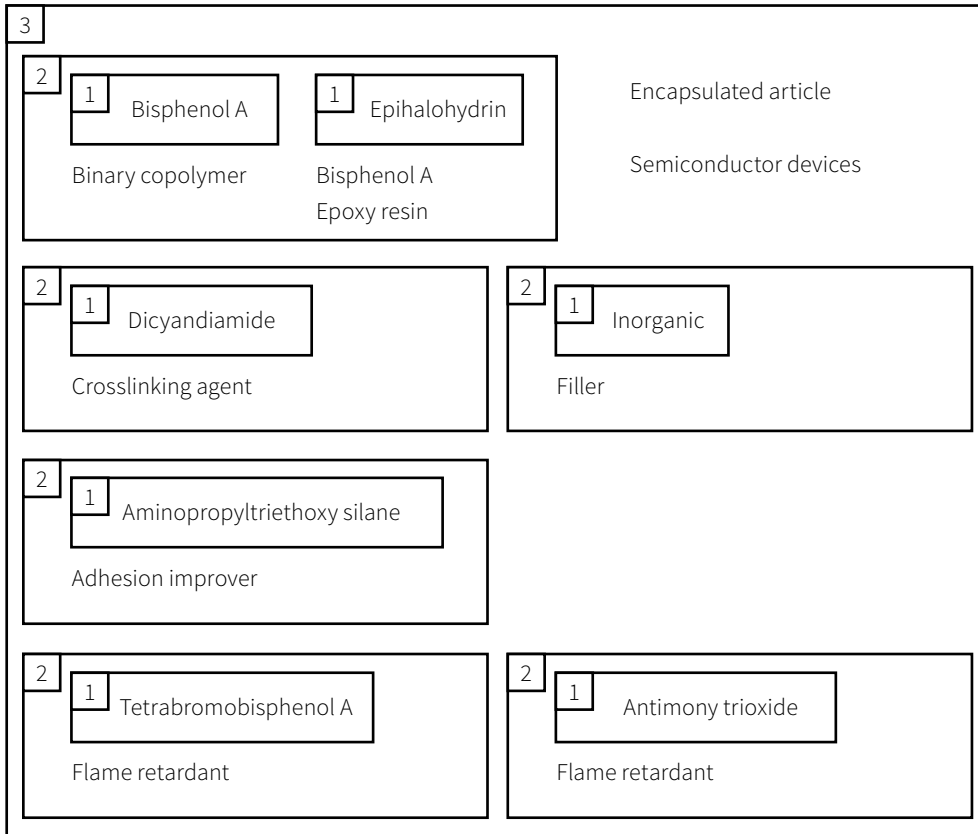 3
2
1
Bisphenol A
1
Epihalohydrin
Encapsulated article
Binary copolymer
Bisphenol A
Semiconductor devices
Epoxy resin
2
1
Dicyandiamide
Crosslinking agent
2
1
Inorganic
Filler
2
1
Aminopropyltriethoxy silane
Adhesion improver
2
1
Tetrabromobisphenol A
Flame retardant
2
1
Antimony trioxide
Flame retardant